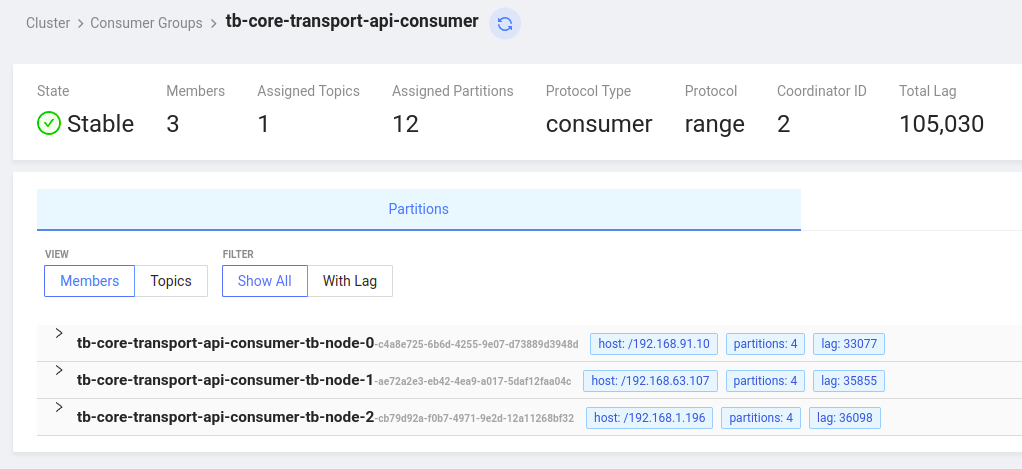 Cluster > Consumer Groups > tb-core-transport-api-consumer
State Members Assigned Topics Assigned Partitions Protocol Type Protocol Coordinator ID Total Lag
Stable 3 1 12 consumer range 2 105,030
Partitions
VIEW FILTER
Members Topics Show All With Lag
tb-core-transport-api-consumer-tb-node-0-c4a8e725-6b6d-4255-9e07-d73889d3948d host: /192.168.91.10 partitions: 4 lag: 33077
tb-core-transport-api-consumer-tb-node-1-ae72a2e3-eb42-4ea9-a017-5daf12faa04c host: /192.168.63.107 partitions: 4 lag: 35855
tb-core-transport-api-consumer-tb-node-2-cb79d92a-f0b7-4971-9e2d-12a11268bf32 host: /192.168.1.196 partitions: 4 lag: 36098